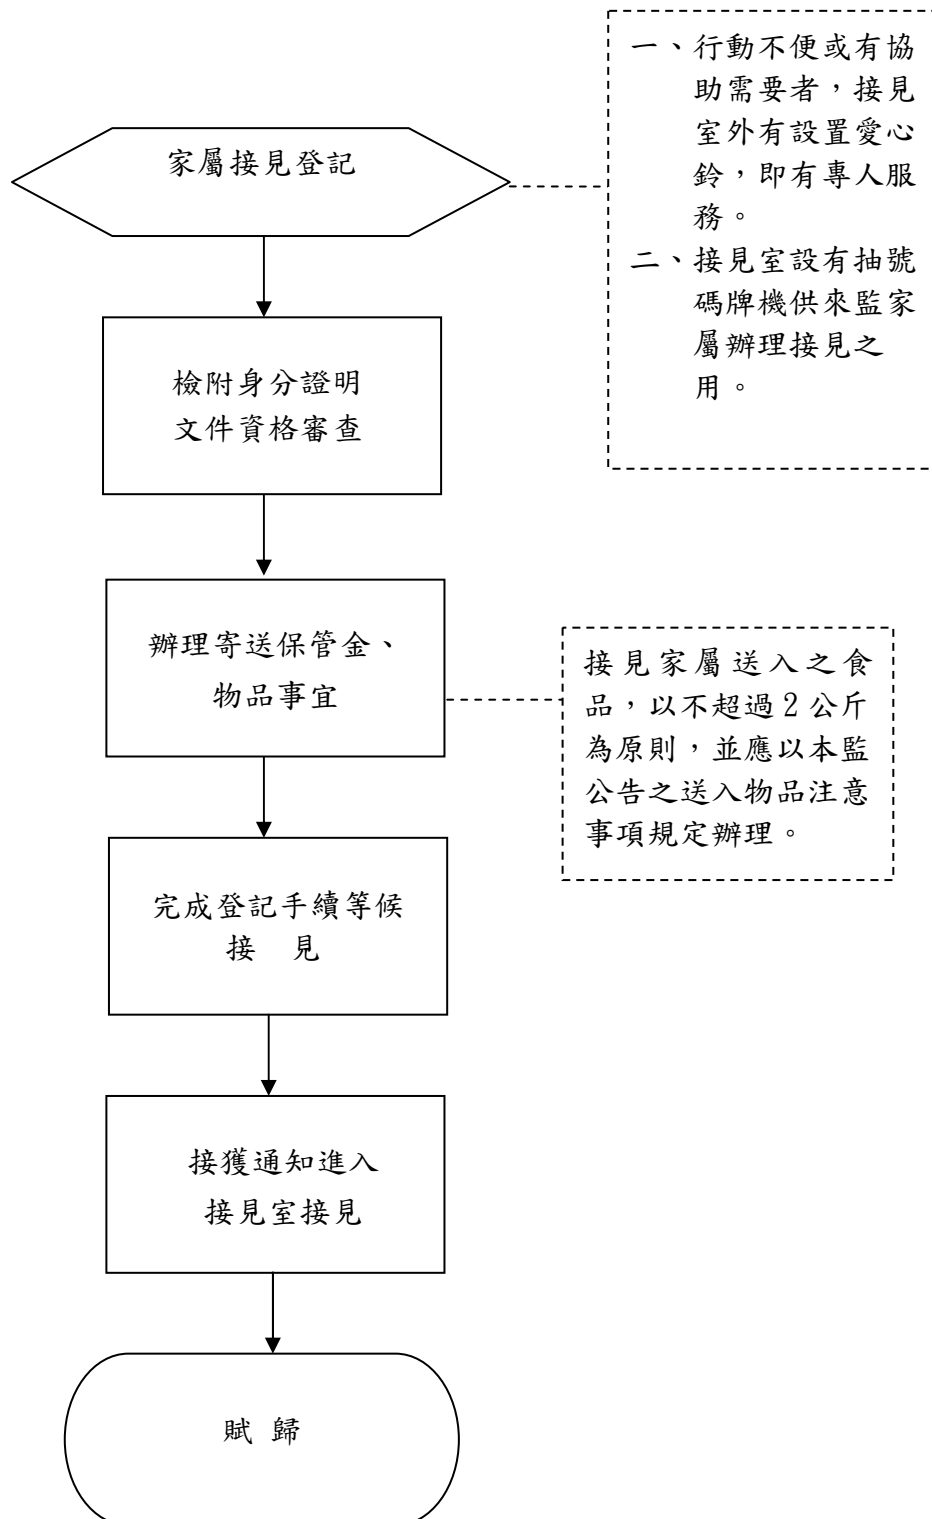 家屬接見登記
一、行動不便或有協
助需要者，接見
室外有設置愛心
鈴，即有專人服
務。
二、接見室設有抽號
碼牌機供來監家
屬辦理接見之
用。
檢附身分證明
文件資格審查
辦理寄送保管金、
物品事宜
接見家屬送入之食
品，以不超過2公斤
為原則，並應以本監
公告之送入物品注意
事項規定辦理。
完成登記手續等候
接　見
接獲通知進入
接見室接見
賦 歸